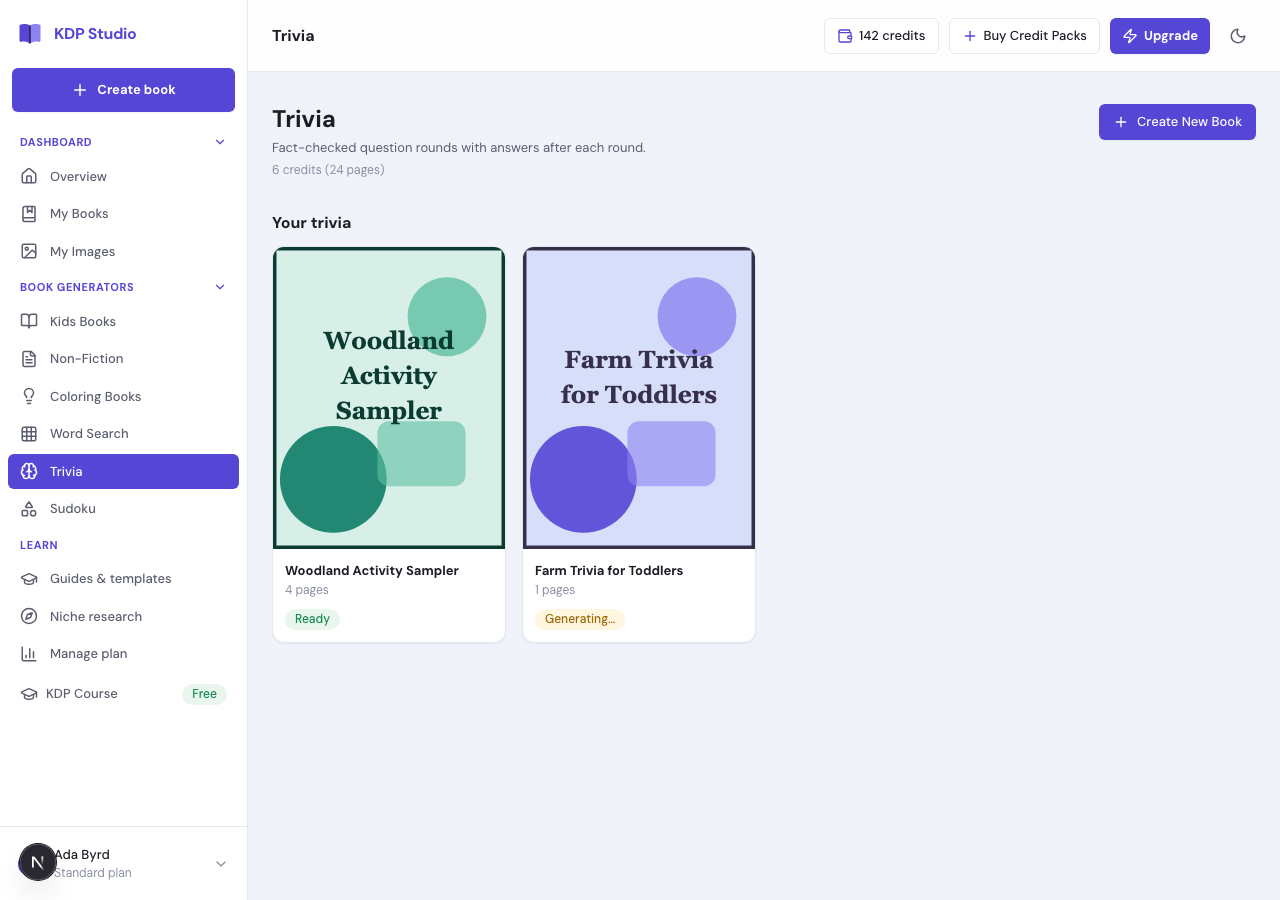 KDP Studio
Create book
DASHBOARD
Overview
My Books
My Images
BOOK GENERATORS
Kids Books
Non-Fiction
Coloring Books
Word Search
Trivia
Sudoku
LEARN
Guides & templates
Niche research
Manage plan
KDP Course Free
N Ada Byrd
Standard plan
Trivia
142 credits
Buy Credit Packs
Upgrade
Trivia
Fact-checked question rounds with answers after each round.
6 credits (24 pages)
Create New Book
Your trivia
Woodland
Activity
Sampler
Woodland Activity Sampler
4 pages
Ready
Farm Trivia
for Toddlers
Farm Trivia for Toddlers
1 pages
Generating…